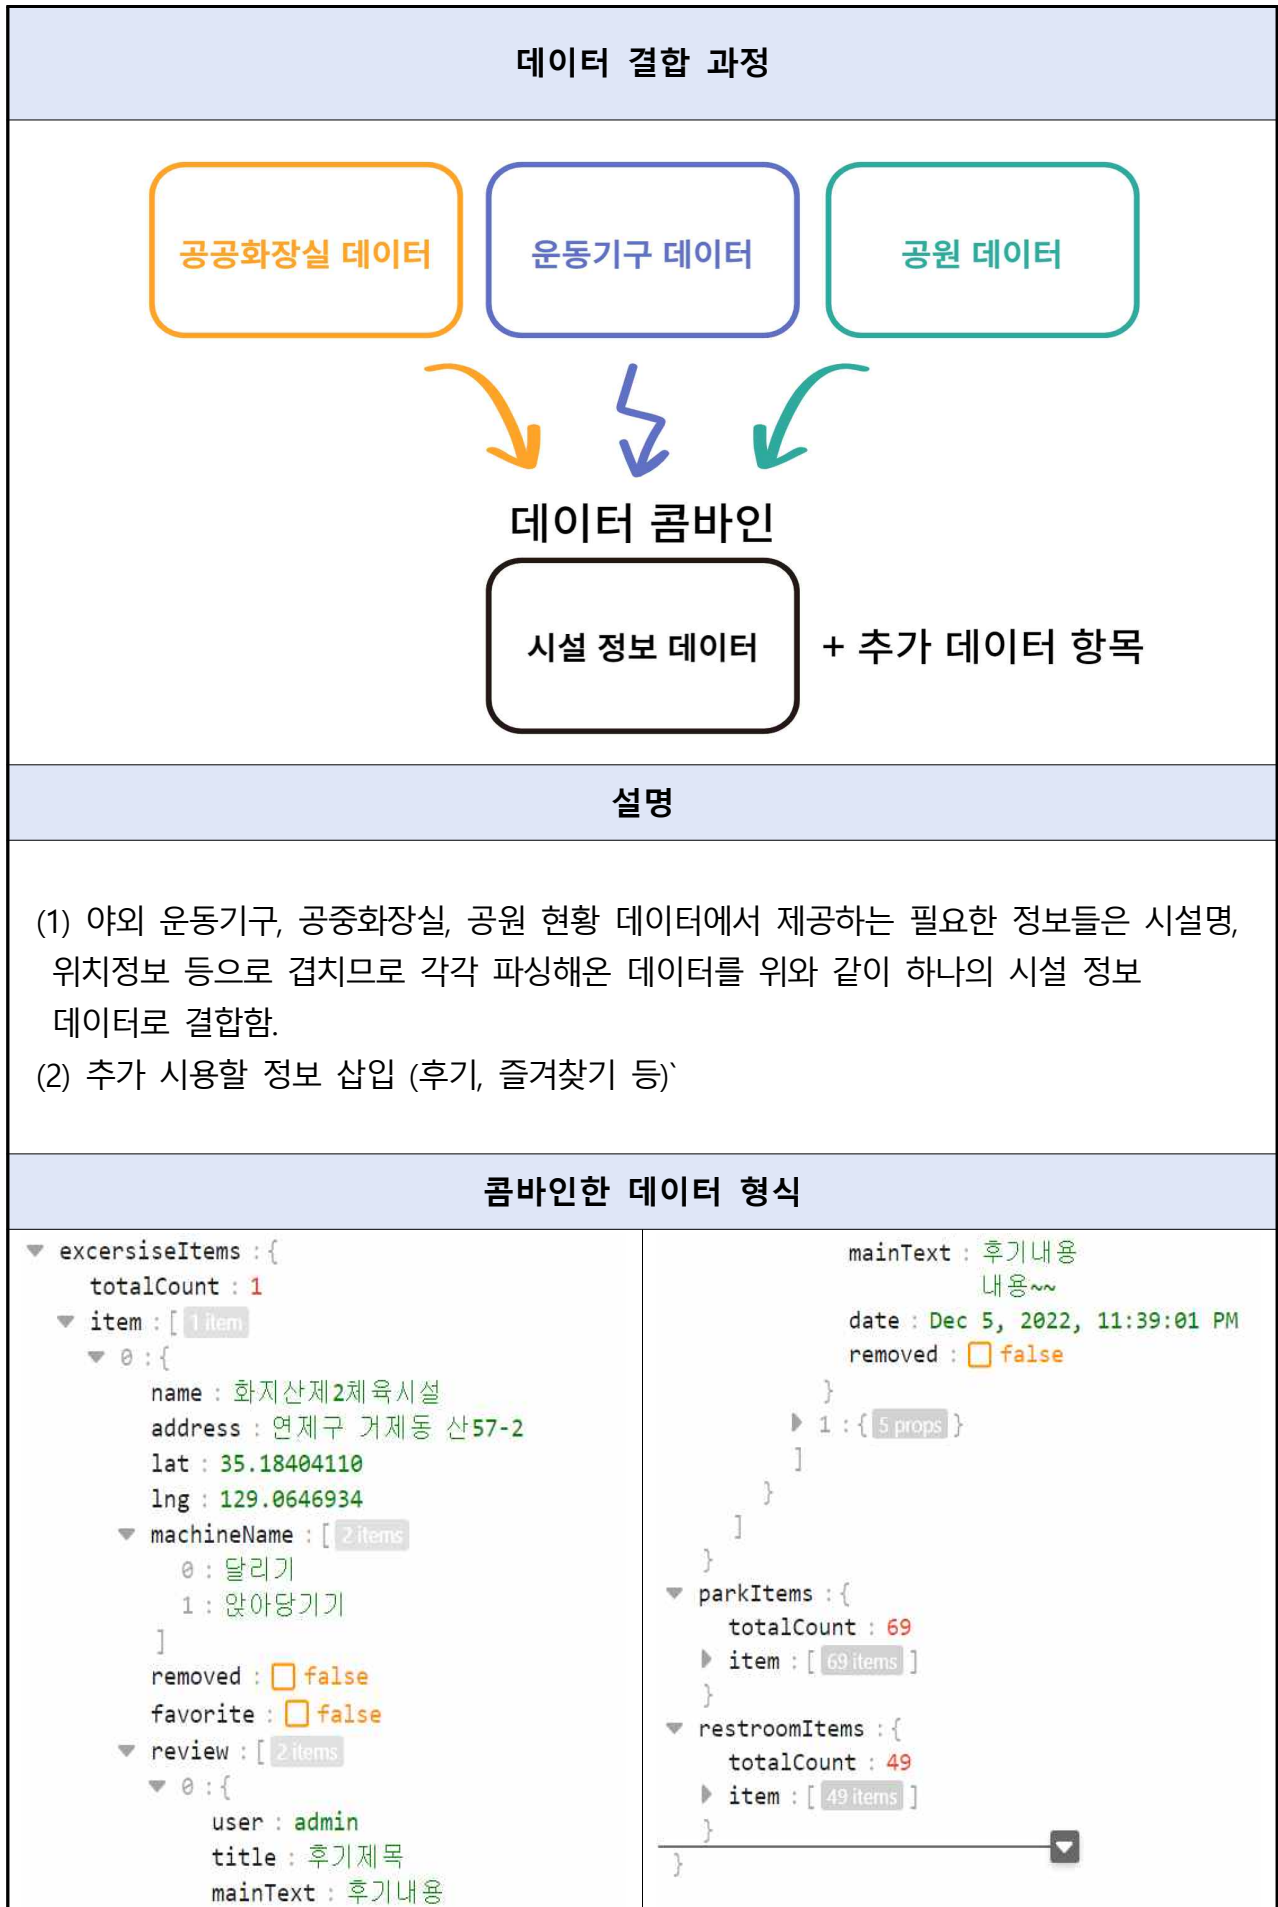 데이터 결합 과정
공공화장실 데이터
운동기구 데이터
공원 데이터
데이터 콤바인
시설 정보 데이터
+ 추가 데이터 항목
설명
(1) 야외 운동기구, 공중화장실, 공원 현황 데이터에서 제공하는 필요한 정보들은 시설명,
위치정보 등으로 겹치므로 각각 파싱해온 데이터를 위와 같이 하나의 시설 정보
데이터로 결합함.
(2) 추가 시용할 정보 삽입 (후기, 즐겨찾기 등)`
콤바인한 데이터 형식
excersiseItems : {
totalCount : 1
item : [ 1 item
0 : {
name : 화지산제2체육시설
address : 연제구 거제동 산57-2
lat : 35.18404110
lng : 129.0646934
machineName : [ 2 items
0 : 달리기
1 : 앉아당기기
]
removed : false
favorite : false
review : [ 2 items
0 : {
user : admin
title : 후기제목
mainText : 후기내용
mainText : 후기내용
내용~~
date : Dec 5, 2022, 11:39:01 PM
removed : false
}
1 : { 5 props }
]
}
]
}
parkItems : {
totalCount : 69
item : [ 69 items ]
}
restroomItems : {
totalCount : 49
item : [ 49 items ]
}
}